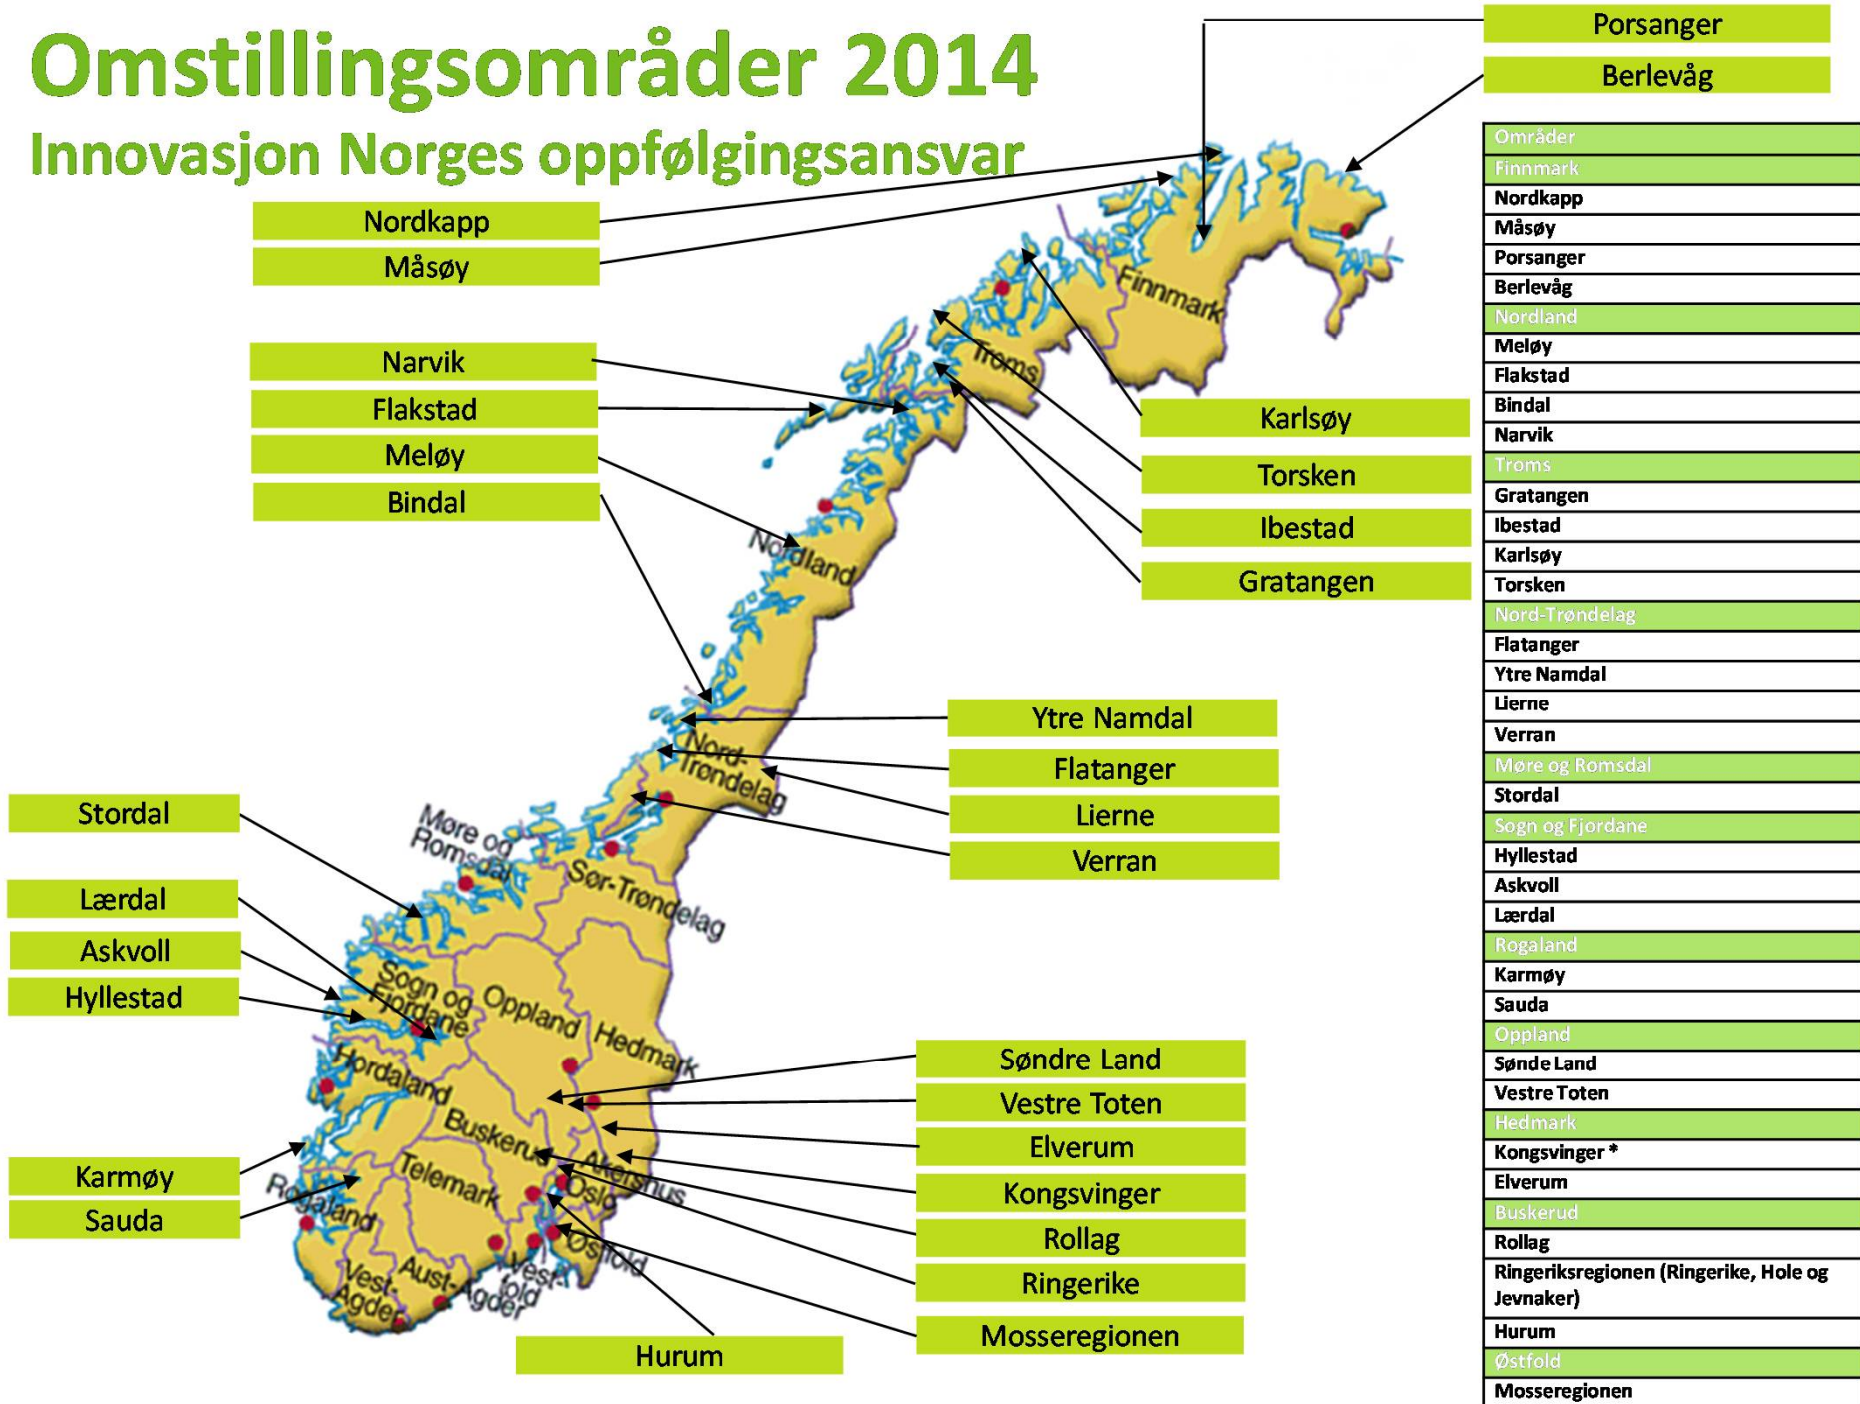 Omstillingsområder 2014
Innovasjon Norges oppfølgingsansvar
Porsanger
Berlevåg
Nordkapp
Måsøy
Narvik
Flakstad
Meløy
Bindal
Karlsøy
Torsken
Ibestad
Gratangen
Ytre Namdal
Flatanger
Lierne
Verran
Stordal
Lærdal
Askvoll
Hyllestad
Karmøy
Sauda
Søndre Land
Vestre Toten
Elverum
Kongsvinger
Rollag
Ringerike
Mosseregionen
Hurum
Finnmark
Troms
Nordland
Nord-
Trøndelag
Møre og
Romsdal
Sør-Trøndelag
Sogn og
Fjordane
Oppland
Hedmark
Hordaland
Buskerud
Akershus
Oslo
Telemark
Rogaland
Østfold
Vest-
fold
Aust-Agder
Vest-
Agder
Områder
Finnmark
Nordkapp
Måsøy
Porsanger
Berlevåg
Nordland
Meløy
Flakstad
Bindal
Narvik
Troms
Gratangen
Ibestad
Karlsøy
Torsken
Nord-Trøndelag
Flatanger
Ytre Namdal
Lierne
Verran
Møre og Romsdal
Stordal
Sogn og Fjordane
Hyllestad
Askvoll
Lærdal
Rogaland
Karmøy
Sauda
Oppland
Sønde Land
Vestre Toten
Hedmark
Kongsvinger *
Elverum
Buskerud
Rollag
Ringeriksregionen (Ringerike, Hole og
Jevnaker)
Hurum
Østfold
Mosseregionen